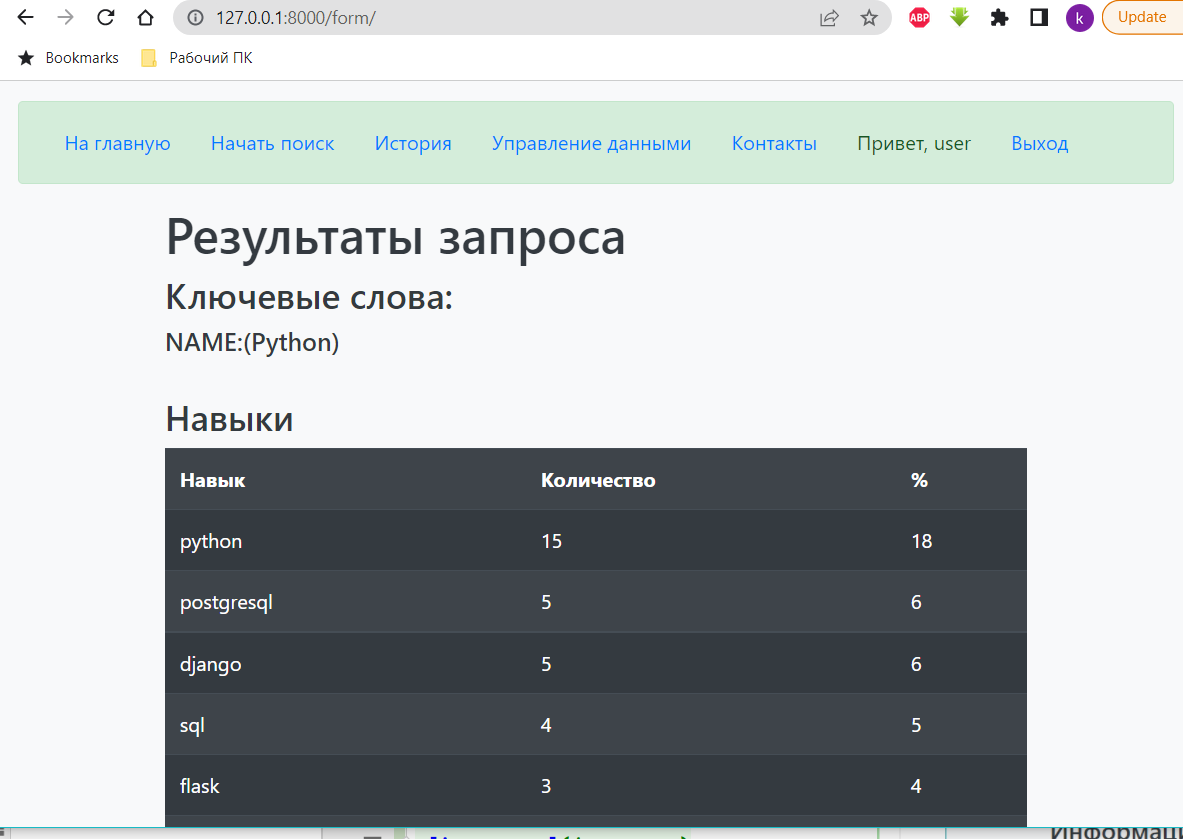 127.0.0.1:8000/form/
ABP
k
Update
Bookmarks
Рабочий ПК
На главную Начать поиск История Управление данными Контакты Привет, user Выход
Результаты запроса
Ключевые слова:
NAME:(Python)
Навыки
Навык Количество %
python 15 18
postgresql 5 6
django 5 6
sql 4 5
flask 3 4